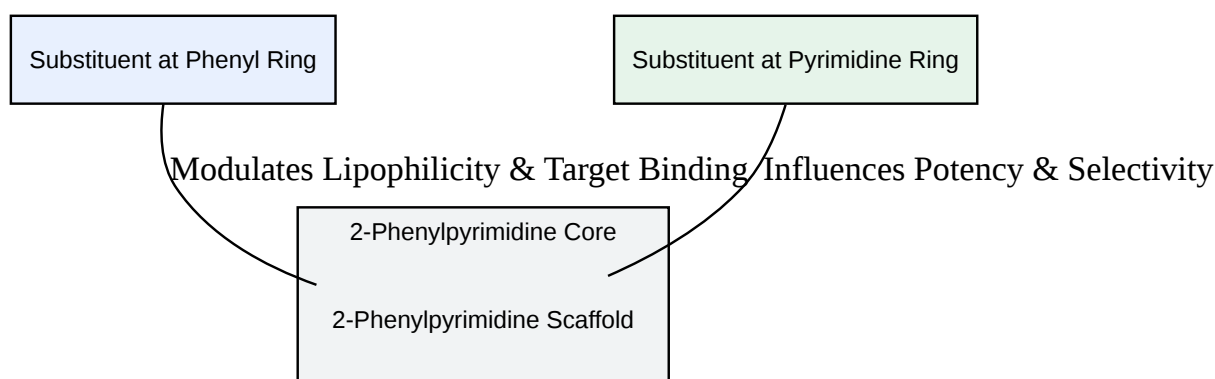 Substituent at Phenyl Ring
Substituent at Pyrimidine Ring
Modulates Lipophilicity & Target Binding
Influences Potency & Selectivity
2-Phenylpyrimidine Core
2-Phenylpyrimidine Scaffold